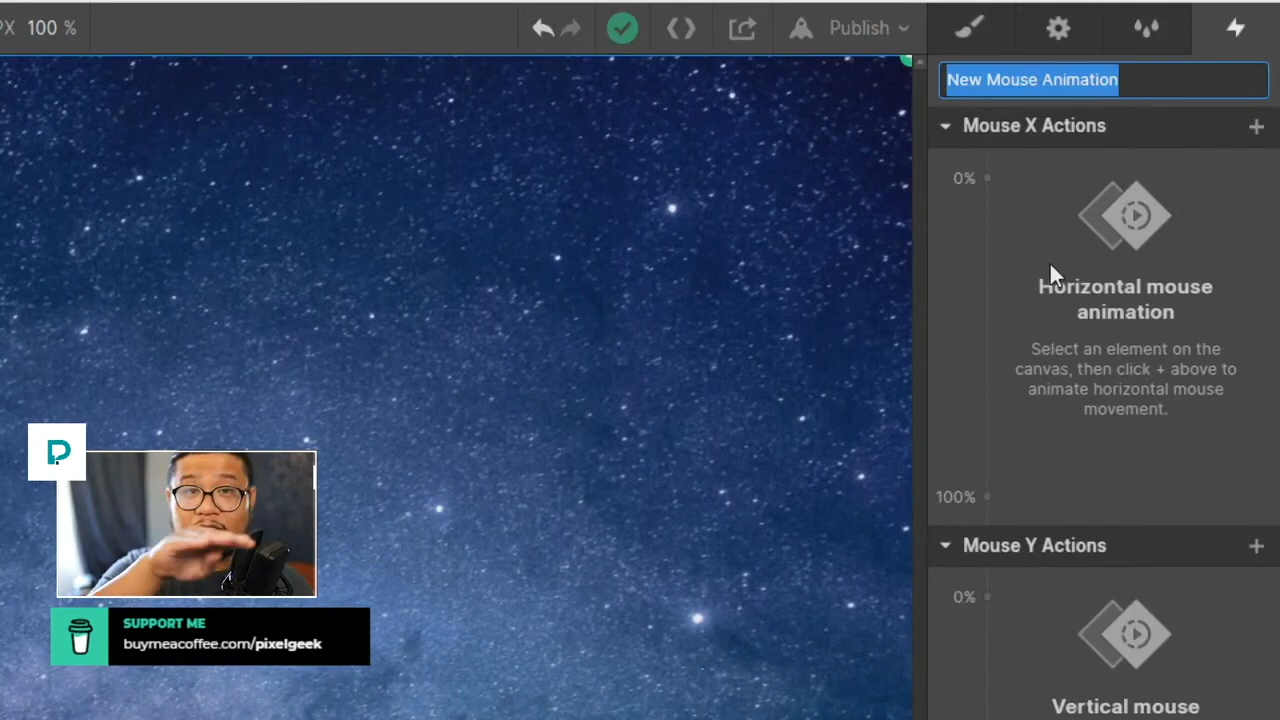 PX 100 %
Publish
New Mouse Animation
Mouse X Actions
0%
Horizontal mouse
animation
Select an element on the
canvas, then click + above to
animate horizontal mouse
movement.
100%
Mouse Y Actions
0%
Vertical mouse
SUPPORT ME
buymeacoffee.com/pixelgeek